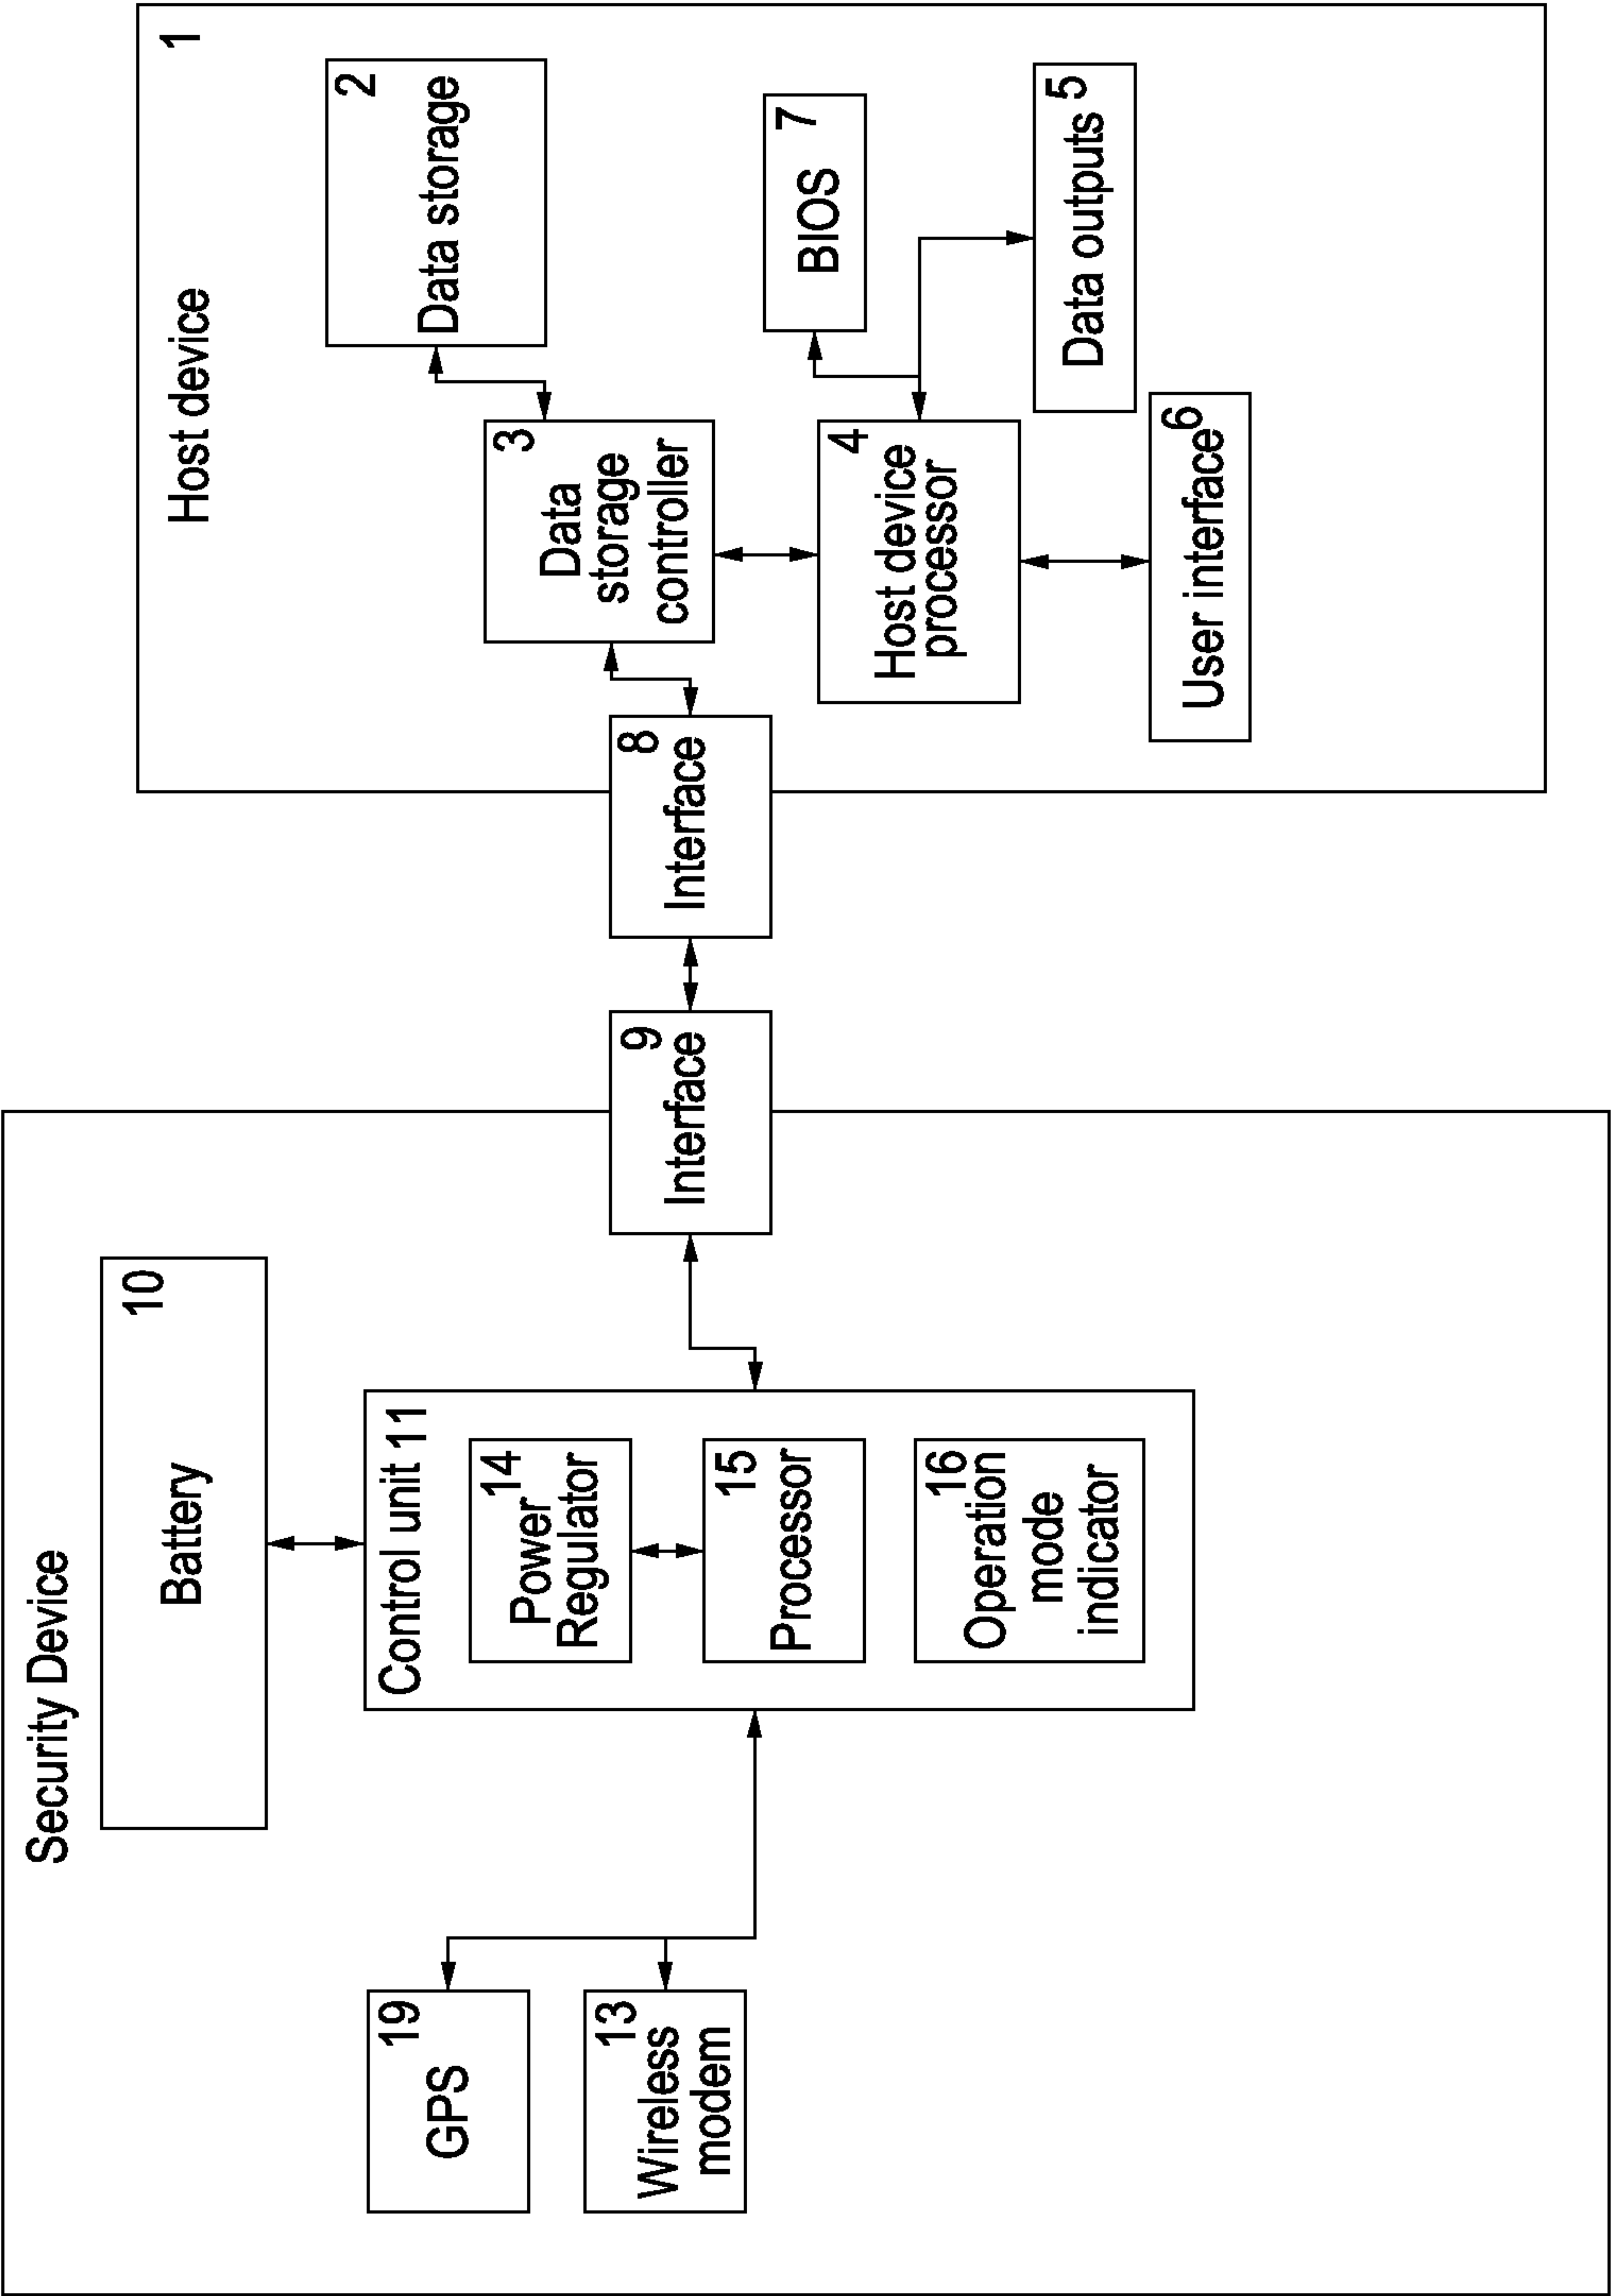 Security Device
10
Battery
Control unit 11
14
Power
Regulator
15
Processor
16
Operation
mode
indicator
19
GPS
13
Wireless
modem
9
Interface
8
Interface
Host device
1
2
Data storage
3
Data
storage
controller
4
Host device
processor
7
BIOS
5
Data outputs
6
User interface